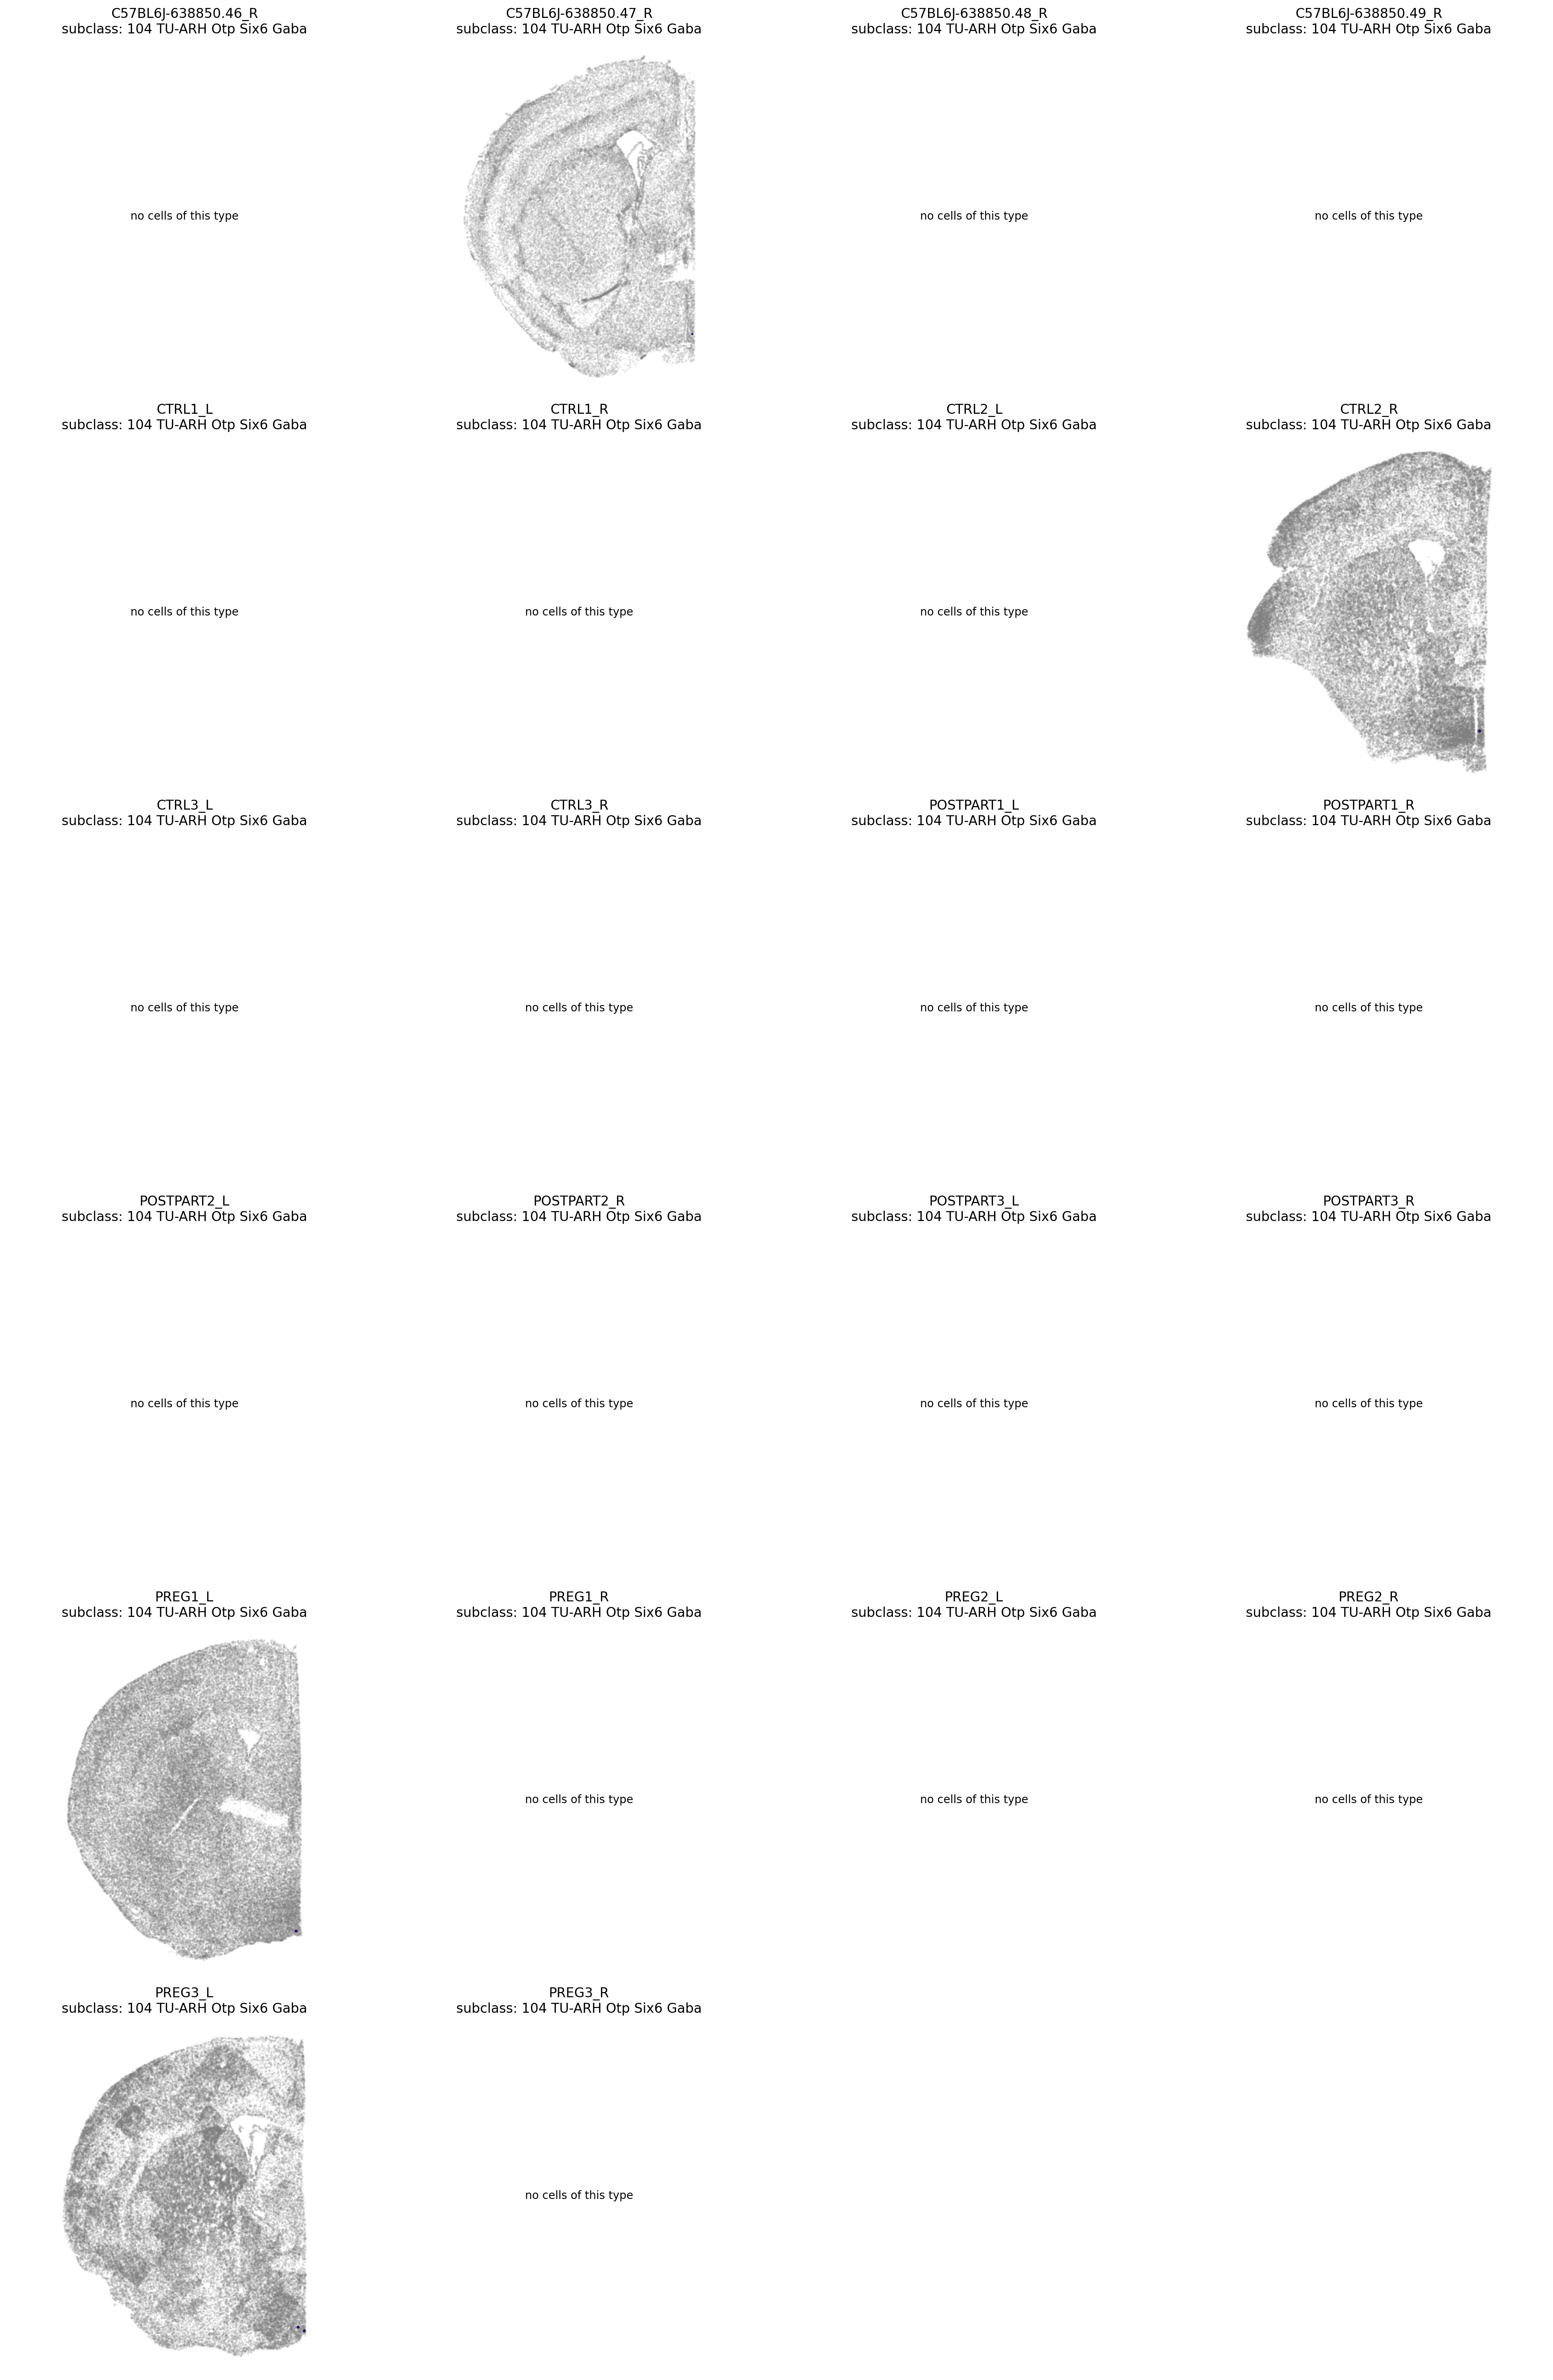 C57BL6J-638850.46_R
subclass: 104 TU-ARH Otp Six6 Gaba
no cells of this type
C57BL6J-638850.47_R
subclass: 104 TU-ARH Otp Six6 Gaba
C57BL6J-638850.48_R
subclass: 104 TU-ARH Otp Six6 Gaba
no cells of this type
C57BL6J-638850.49_R
subclass: 104 TU-ARH Otp Six6 Gaba
no cells of this type
CTRL1_L
subclass: 104 TU-ARH Otp Six6 Gaba
no cells of this type
CTRL1_R
subclass: 104 TU-ARH Otp Six6 Gaba
no cells of this type
CTRL2_L
subclass: 104 TU-ARH Otp Six6 Gaba
no cells of this type
CTRL2_R
subclass: 104 TU-ARH Otp Six6 Gaba
CTRL3_L
subclass: 104 TU-ARH Otp Six6 Gaba
no cells of this type
CTRL3_R
subclass: 104 TU-ARH Otp Six6 Gaba
no cells of this type
POSTPART1_L
subclass: 104 TU-ARH Otp Six6 Gaba
no cells of this type
POSTPART1_R
subclass: 104 TU-ARH Otp Six6 Gaba
no cells of this type
POSTPART2_L
subclass: 104 TU-ARH Otp Six6 Gaba
no cells of this type
POSTPART2_R
subclass: 104 TU-ARH Otp Six6 Gaba
no cells of this type
POSTPART3_L
subclass: 104 TU-ARH Otp Six6 Gaba
no cells of this type
POSTPART3_R
subclass: 104 TU-ARH Otp Six6 Gaba
no cells of this type
PREG1_L
subclass: 104 TU-ARH Otp Six6 Gaba
PREG1_R
subclass: 104 TU-ARH Otp Six6 Gaba
no cells of this type
PREG2_L
subclass: 104 TU-ARH Otp Six6 Gaba
no cells of this type
PREG2_R
subclass: 104 TU-ARH Otp Six6 Gaba
no cells of this type
PREG3_L
subclass: 104 TU-ARH Otp Six6 Gaba
PREG3_R
subclass: 104 TU-ARH Otp Six6 Gaba
no cells of this type